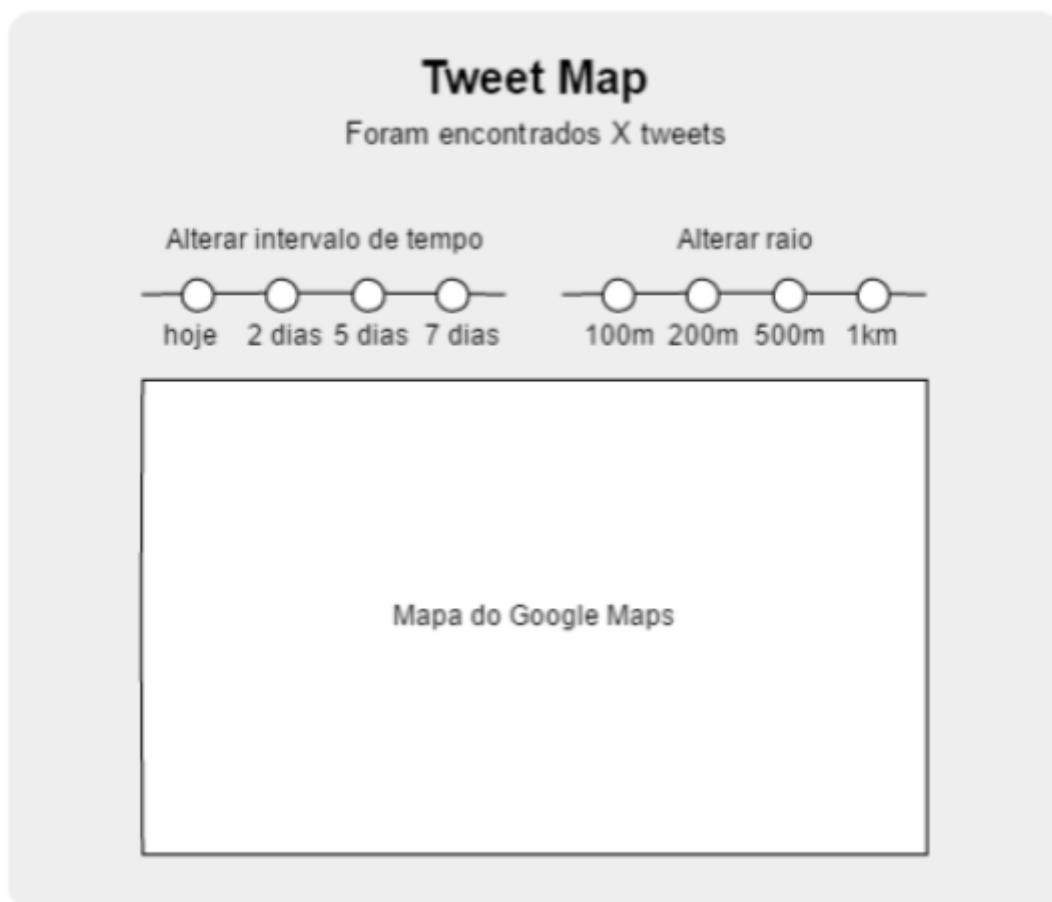 Tweet Map
Foram encontrados X tweets
Alterar intervalo de tempo
hoje 2 dias 5 dias 7 dias
Alterar raio
100m 200m 500m 1km
Mapa do Google Maps